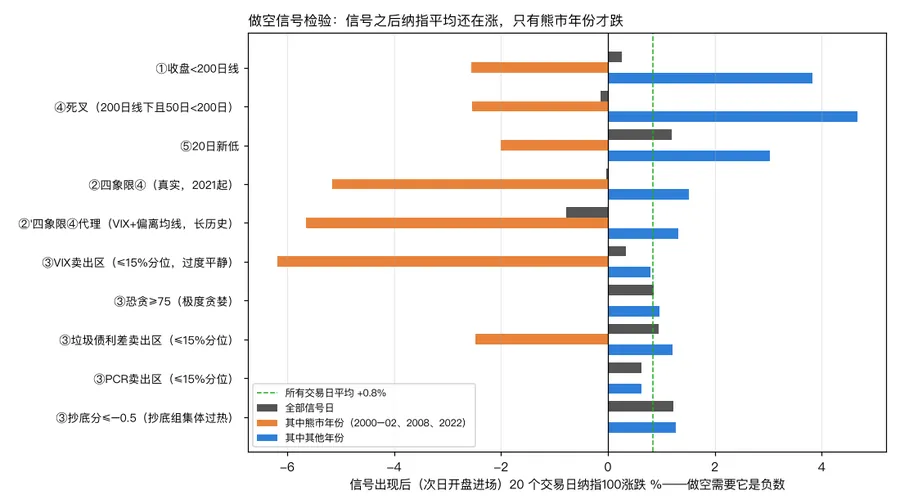 做空信号检验：信号之后纳指平均还在涨，只有熊市年份才跌
①收盘<200日线
④死叉（200日线下且50日<200日）
⑤20日新低
②四象限④（真实，2021起）
②'四象限④代理（VIX+偏离均线，长历史）
③VIX卖出区（≤15%分位，过度平静）
③恐贪≥75（极度贪婪）
③垃圾债利差卖出区（≤15%分位）
③PCR卖出区（≤15%分位）
③抄底分≤−0.5（抄底组集体过热）
所有交易日平均 +0.8%
全部信号日
其中熊市年份（2000—02、2008、2022）
其中其他年份
−6 −4 −2 0 2 4
信号出现后（次日开盘进场）20 个交易日纳指100涨跌 %——做空需要它是负数